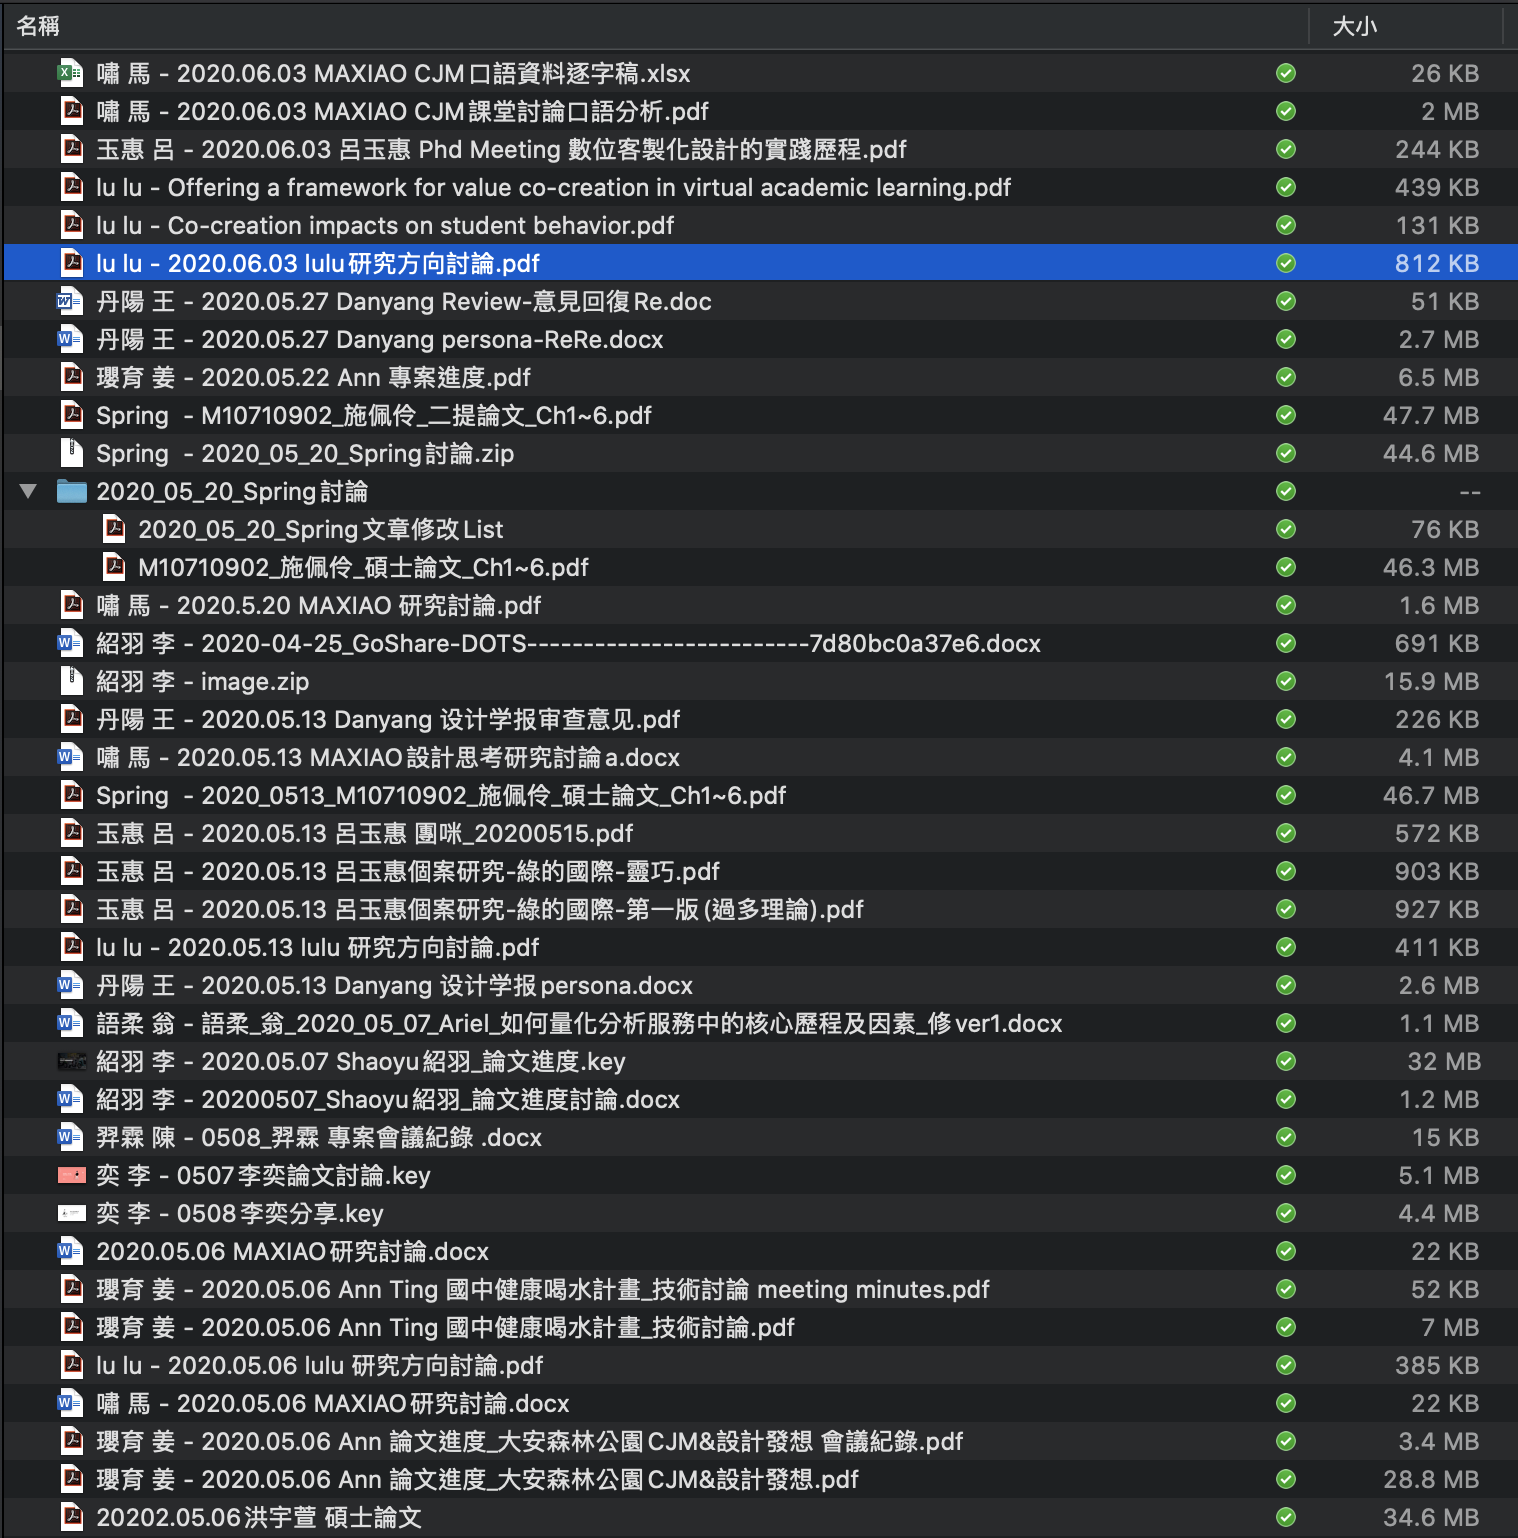 名稱 大小
嘯 馬 - 2020.06.03 MAXIAO CJM口語資料逐字稿.xlsx 26 KB
嘯 馬 - 2020.06.03 MAXIAO CJM課堂討論口語分析.pdf 2 MB
玉惠 呂 - 2020.06.03 呂玉惠 Phd Meeting 數位客製化設計的實踐歷程.pdf 244 KB
lu lu - Offering a framework for value co-creation in virtual academic learning.pdf 439 KB
lu lu - Co-creation impacts on student behavior.pdf 131 KB
lu lu - 2020.06.03 lulu研究方向討論.pdf 812 KB
丹陽 王 - 2020.05.27 Danyang Review-意見回復Re.doc 51 KB
丹陽 王 - 2020.05.27 Danyang persona-ReRe.docx 2.7 MB
瓔育 姜 - 2020.05.22 Ann 專案進度.pdf 6.5 MB
Spring - M10710902_施佩伶_二提論文_Ch1~6.pdf 47.7 MB
Spring - 2020_05_20_Spring討論.zip 44.6 MB
2020_05_20_Spring討論 --
2020_05_20_Spring文章修改List 76 KB
M10710902_施佩伶_碩士論文_Ch1~6.pdf 46.3 MB
嘯 馬 - 2020.5.20 MAXIAO 研究討論.pdf 1.6 MB
紹羽 李 - 2020-04-25_GoShare-DOTS-------------------------7d80bc0a37e6.docx 691 KB
紹羽 李 - image.zip 15.9 MB
丹陽 王 - 2020.05.13 Danyang 设计学报审查意见.pdf 226 KB
嘯 馬 - 2020.05.13 MAXIAO設計思考研究討論a.docx 4.1 MB
Spring - 2020_0513_M10710902_施佩伶_碩士論文_Ch1~6.pdf 46.7 MB
玉惠 呂 - 2020.05.13 呂玉惠 團咪_20200515.pdf 572 KB
玉惠 呂 - 2020.05.13 呂玉惠個案研究-綠的國際-靈巧.pdf 903 KB
玉惠 呂 - 2020.05.13 呂玉惠個案研究-綠的國際-第一版(過多理論).pdf 927 KB
lu lu - 2020.05.13 lulu 研究方向討論.pdf 411 KB
丹陽 王 - 2020.05.13 Danyang 设计学报persona.docx 2.6 MB
語柔 翁 - 語柔_翁_2020_05_07_Ariel_如何量化分析服務中的核心歷程及因素_修ver1.docx 1.1 MB
紹羽 李 - 2020.05.07 Shaoyu紹羽_論文進度.key 32 MB
紹羽 李 - 20200507_Shaoyu紹羽_論文進度討論.docx 1.2 MB
羿霖 陳 - 0508_羿霖 專案會議紀錄 .docx 15 KB
奕 李 - 0507李奕論文討論.key 5.1 MB
奕 李 - 0508李奕分享.key 4.4 MB
2020.05.06 MAXIAO研究討論.docx 22 KB
瓔育 姜 - 2020.05.06 Ann Ting 國中健康喝水計畫_技術討論 meeting minutes.pdf 52 KB
瓔育 姜 - 2020.05.06 Ann Ting 國中健康喝水計畫_技術討論.pdf 7 MB
lu lu - 2020.05.06 lulu 研究方向討論.pdf 385 KB
嘯 馬 - 2020.05.06 MAXIAO研究討論.docx 22 KB
瓔育 姜 - 2020.05.06 Ann 論文進度_大安森林公園CJM&設計發想 會議紀錄.pdf 3.4 MB
瓔育 姜 - 2020.05.06 Ann 論文進度_大安森林公園CJM&設計發想.pdf 28.8 MB
20202.05.06洪宇萱 碩士論文 34.6 MB